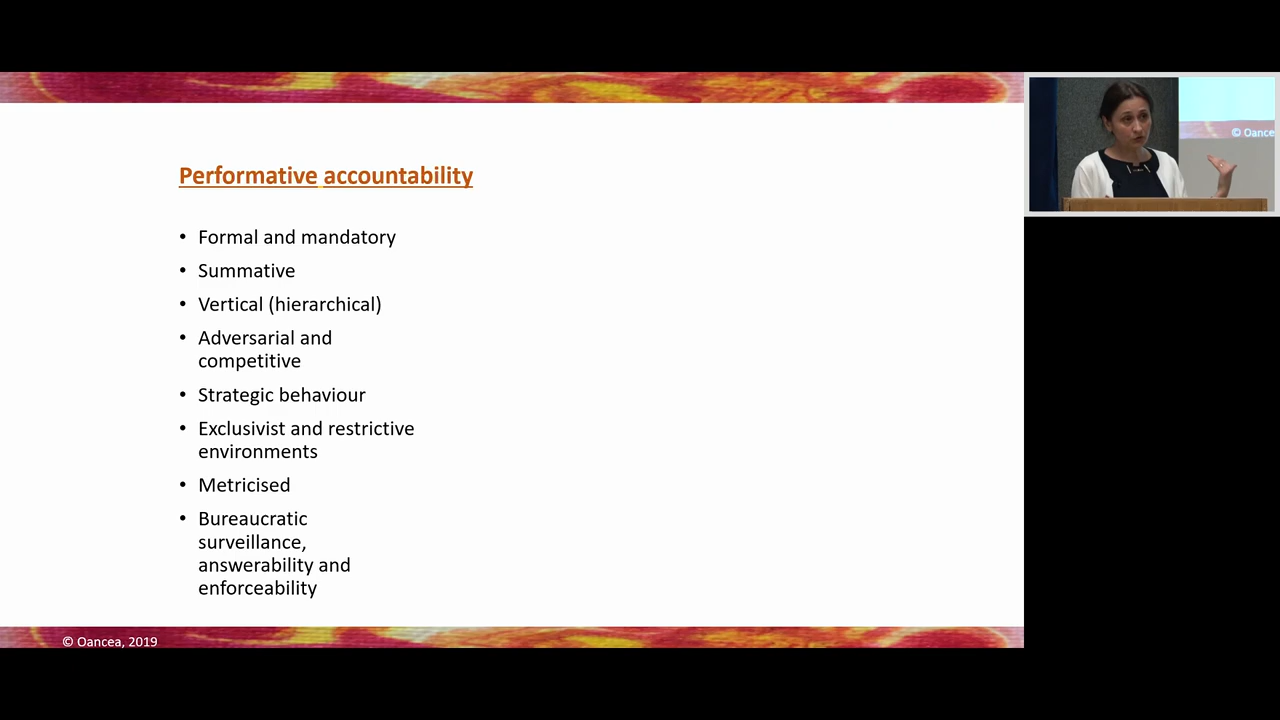 Performative accountability
• Formal and mandatory
• Summative
• Vertical (hierarchical)
• Adversarial and
competitive
• Strategic behaviour
• Exclusivist and restrictive
environments
• Metricised
• Bureaucratic
surveillance,
answerability and
enforceability
© Oancea, 2019
© Oance